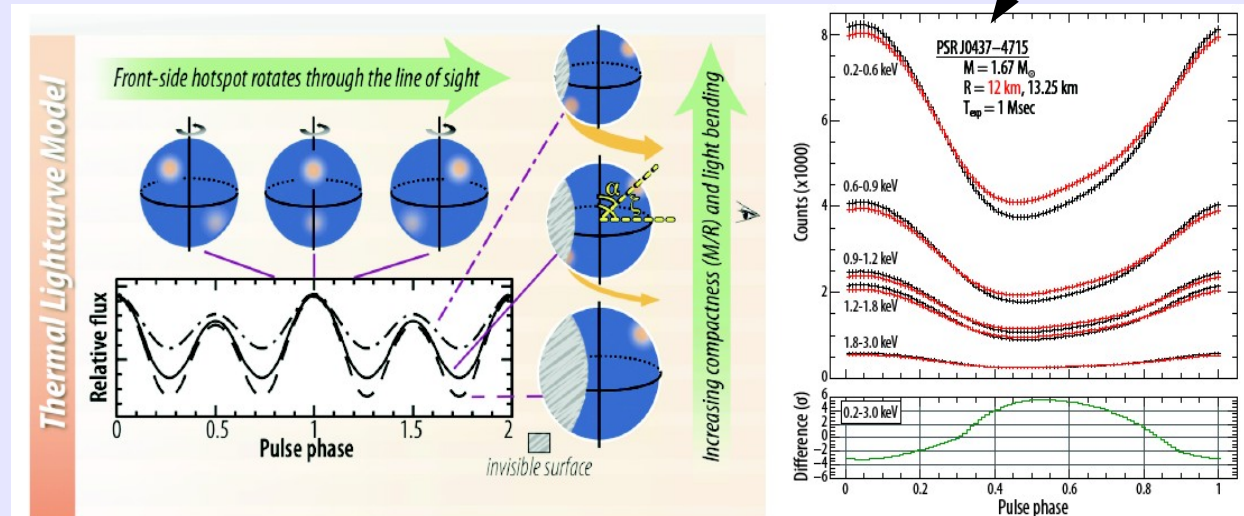 Thermal Lightcurve Model
Front-side hotspot rotates through the line of sight
Relative flux
0
0.5
1
1.5
2
Pulse phase
α
ζ
invisible surface
Increasing compactness (M/R) and light bending
PSR J0437–4715
M = 1.67 M⊙
R = 12 km, 13.25 km
Texp = 1 Msec
0.2-0.6 keV
0.6-0.9 keV
0.9-1.2 keV
1.2-1.8 keV
1.8-3.0 keV
Counts (x1000)
8
6
4
2
0
0.2-3.0 keV
Difference (σ)
6
4
2
0
−2
−4
−6
0
0.2
0.4
0.6
0.8
1
Pulse phase